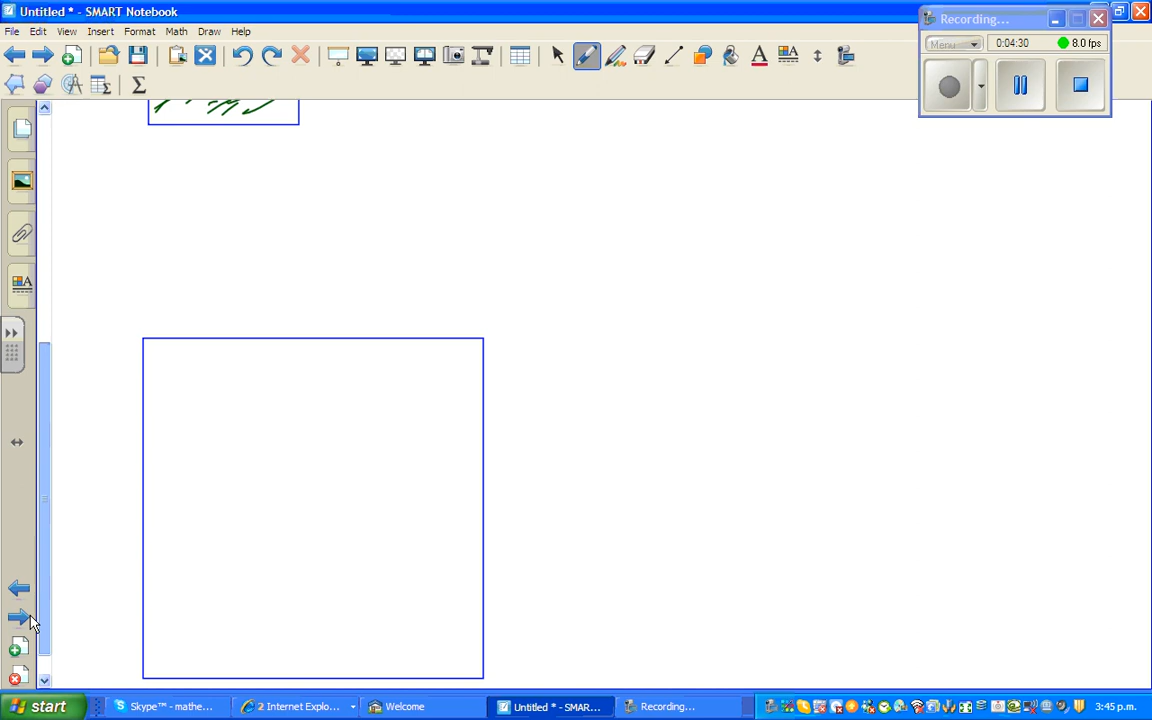 Untitled * - SMART Notebook
Recording...
File Edit View Insert Format Math Draw Help
Menu 0:04:30 8.0 fps
start Skype™ - mathe... 2 Internet Explo... Welcome Untitled * - SMAR... Recording... 3:45 p.m.